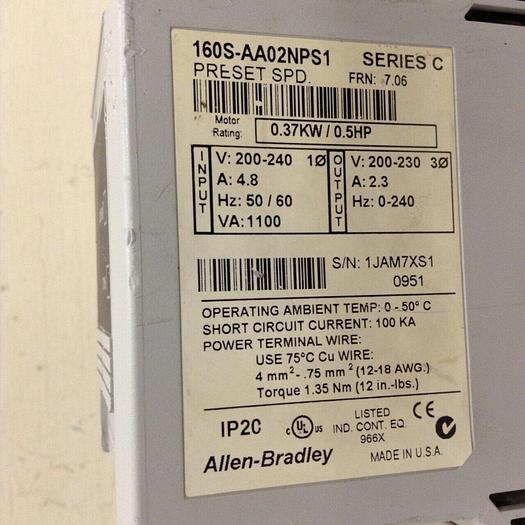 160S-AA02NPS1 SERIES C
PRESET SPD. FRN: 7.06
Motor Rating: 0.37KW / 0.5HP
INPUT
V: 200-240 1Ø
A: 4.8
Hz: 50 / 60
VA: 1100
OUTPUT
V: 200-230 3Ø
A: 2.3
Hz: 0-240
S/N: 1JAM7XS1
0951
OPERATING AMBIENT TEMP: 0 - 50° C
SHORT CIRCUIT CURRENT: 100 KA
POWER TERMINAL WIRE:
USE 75°C Cu WIRE:
4 mm² - .75 mm² (12-18 AWG.)
Torque 1.35 Nm (12 in.-lbs.)
IP20
c UL us
LISTED
IND. CONT. EQ.
966X
CE
Allen-Bradley
MADE IN U.S.A.